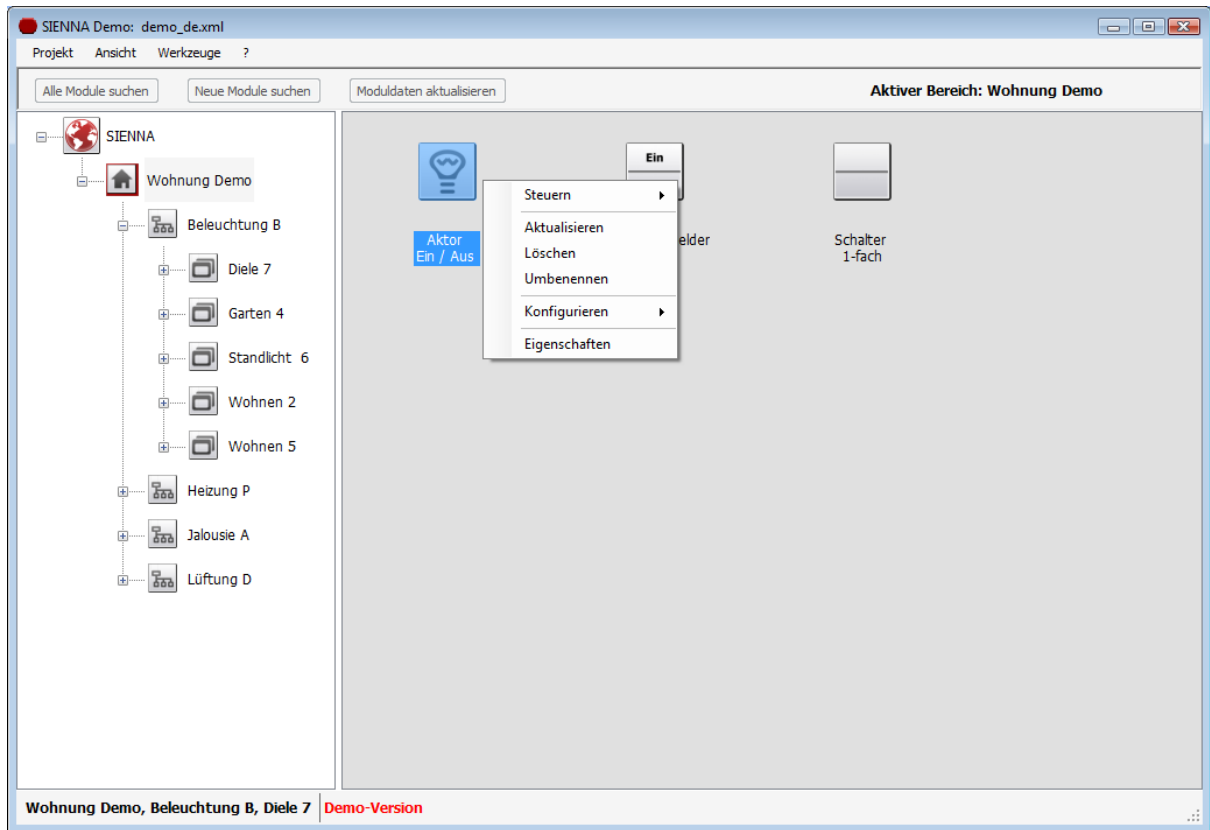 SIENNA Demo: demo_de.xml
Projekt Ansicht Werkzeuge ?
Alle Module suchen Neue Module suchen Moduldaten aktualisieren Aktiver Bereich: Wohnung Demo
SIENNA
Wohnung Demo
Beleuchtung B
Diele 7
Garten 4
Standlicht 6
Wohnen 2
Wohnen 5
Heizung P
Jalousie A
Lüftung D
Aktor
Ein / Aus
Ein
elder
Schalter
1-fach
Steuern
Aktualisieren
Löschen
Umbenennen
Konfigurieren
Eigenschaften
Wohnung Demo, Beleuchtung B, Diele 7 Demo-Version